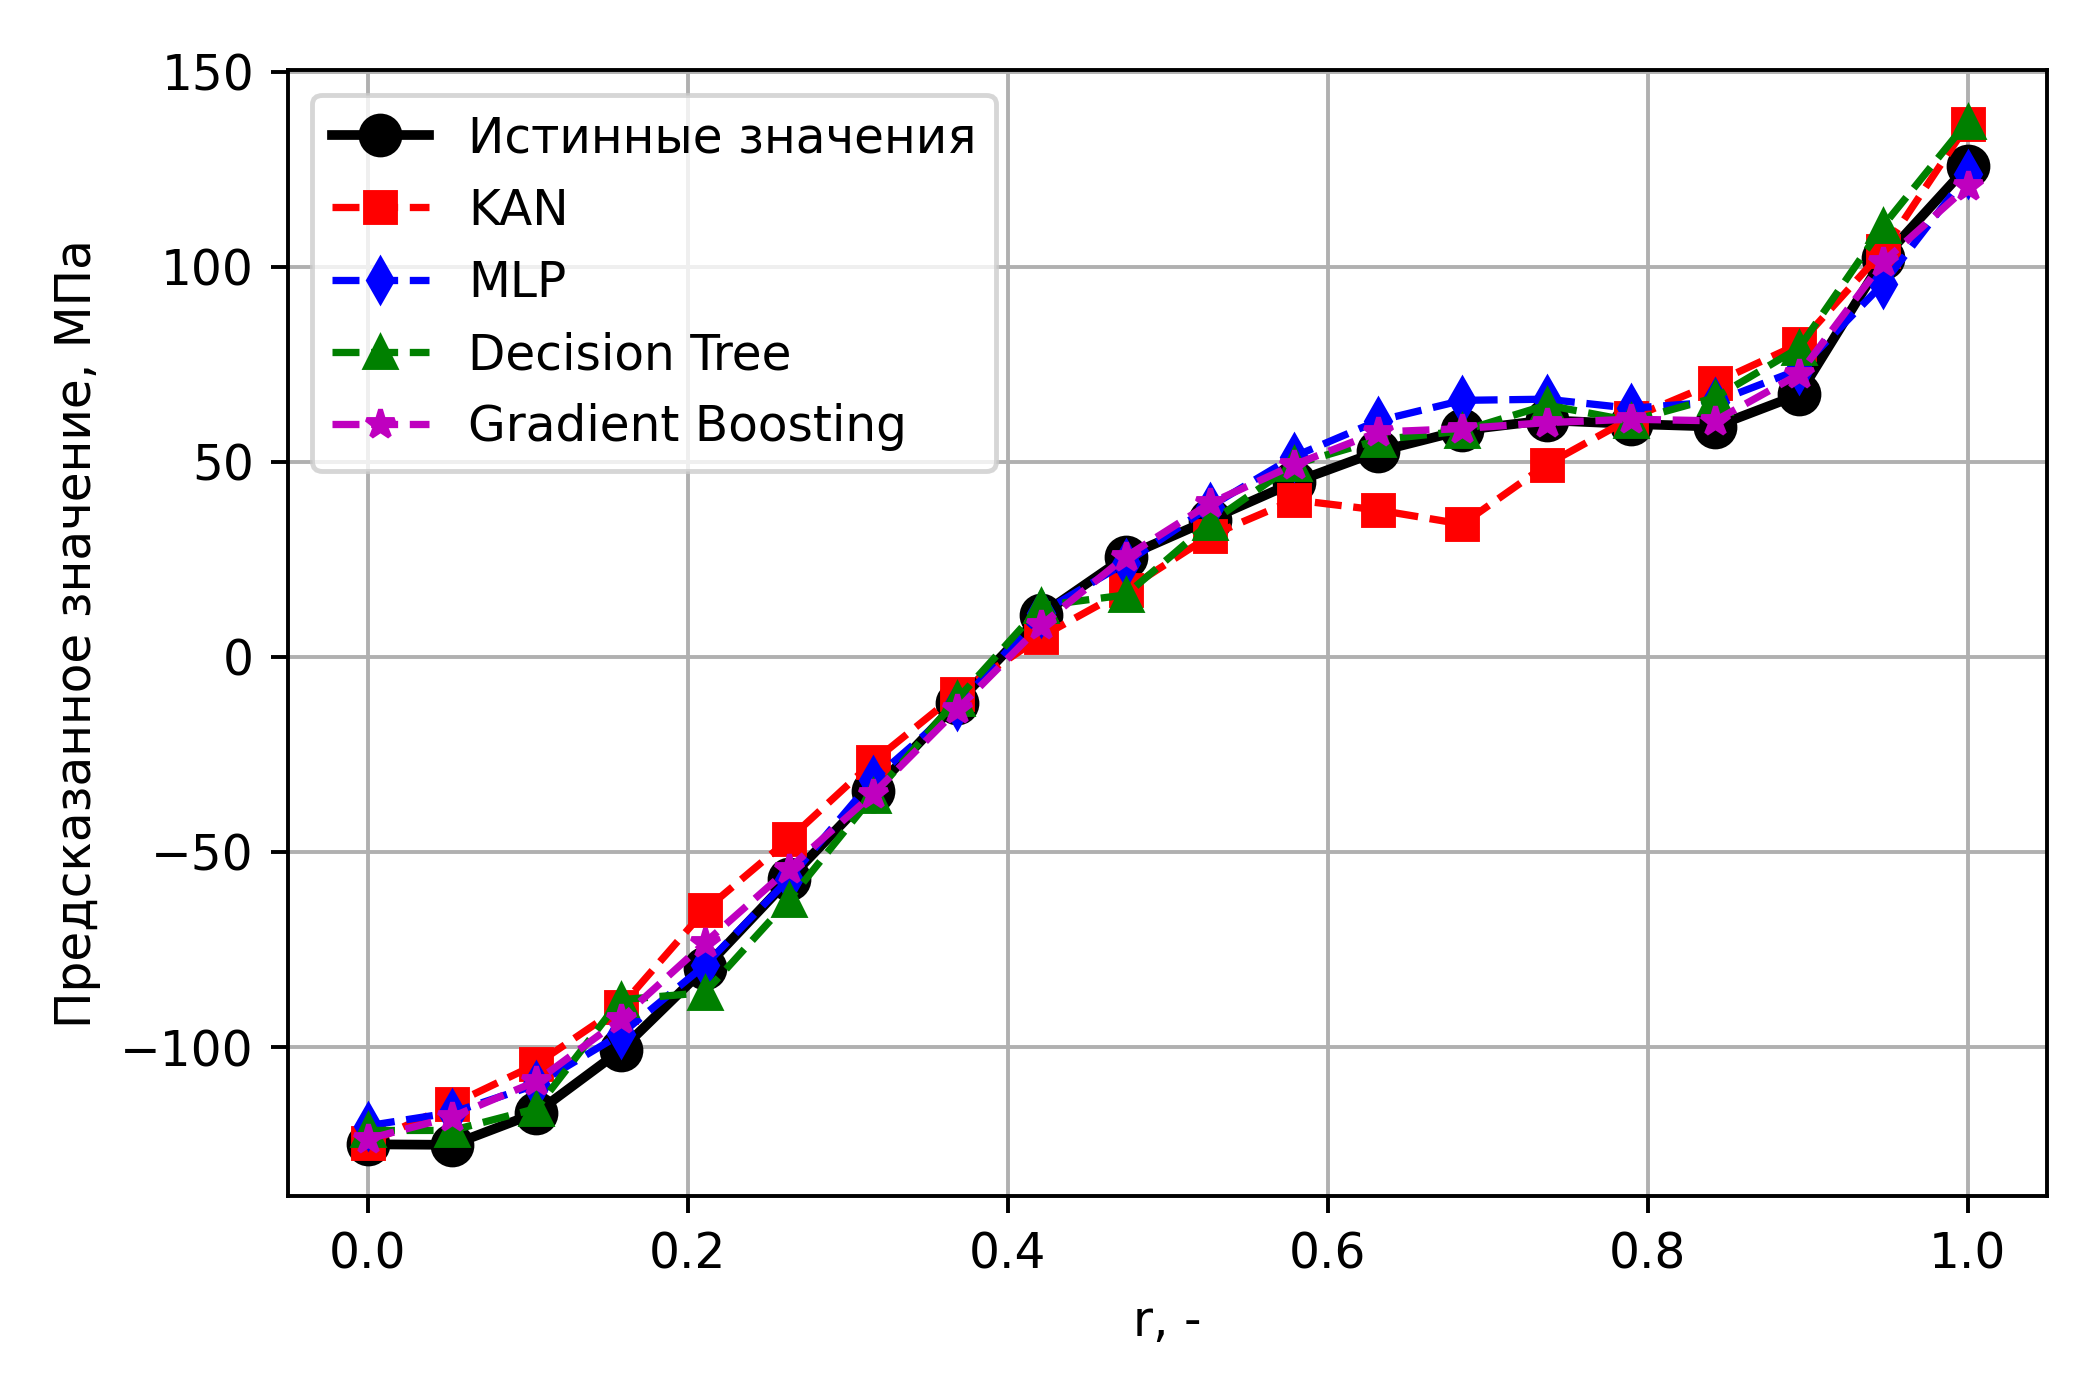 150
100
50
0
−50
−100
Предсказанное значение, МПа
Истинные значения
KAN
MLP
Decision Tree
Gradient Boosting
0.0 0.2 0.4 0.6 0.8 1.0
r, -